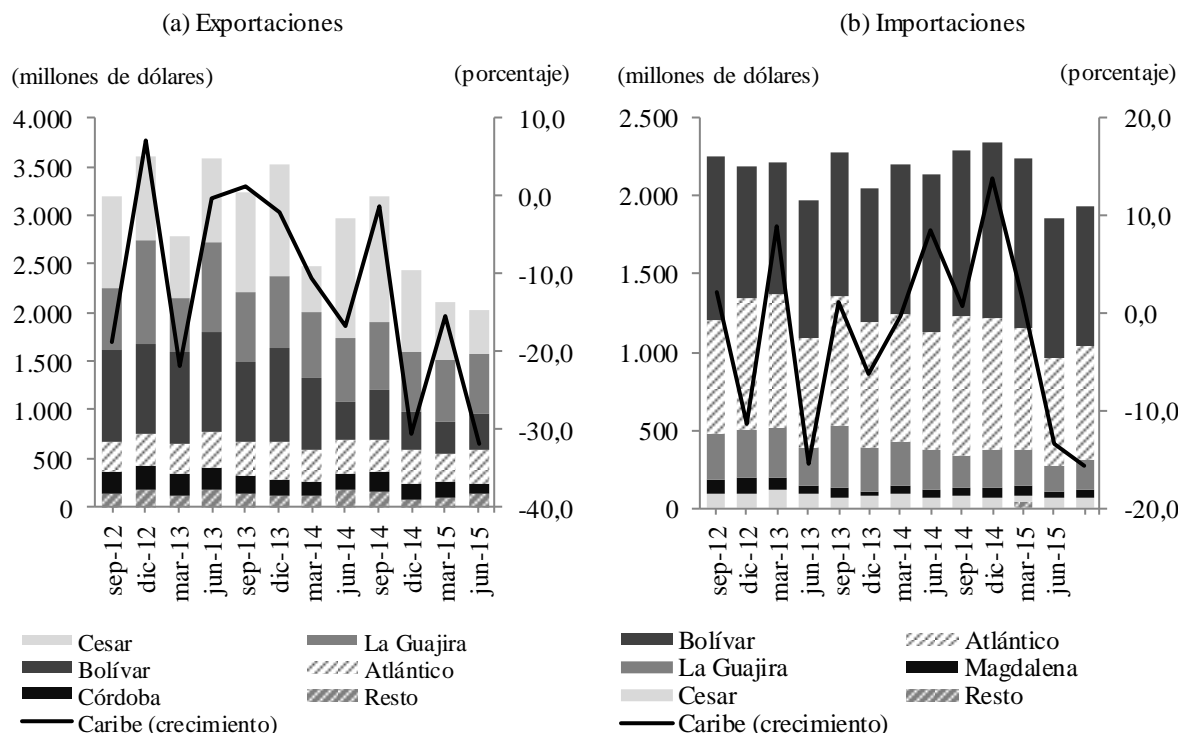 (a) Exportaciones
(millones de dólares)
(porcentaje)
4.000
3.500
3.000
2.500
2.000
1.500
1.000
500
0
10,0
0,0
-10,0
-20,0
-30,0
-40,0
sep-12
dic-12
mar-13
jun-13
sep-13
dic-13
mar-14
jun-14
sep-14
dic-14
mar-15
jun-15
Cesar
La Guajira
Bolívar
Atlántico
Córdoba
Resto
Caribe (crecimiento)
(b) Importaciones
(millones de dólares)
(porcentaje)
2.500
2.000
1.500
1.000
500
0
20,0
10,0
0,0
-10,0
-20,0
sep-12
dic-12
mar-13
jun-13
sep-13
dic-13
mar-14
jun-14
sep-14
dic-14
mar-15
jun-15
Bolívar
Atlántico
La Guajira
Magdalena
Cesar
Resto
Caribe (crecimiento)